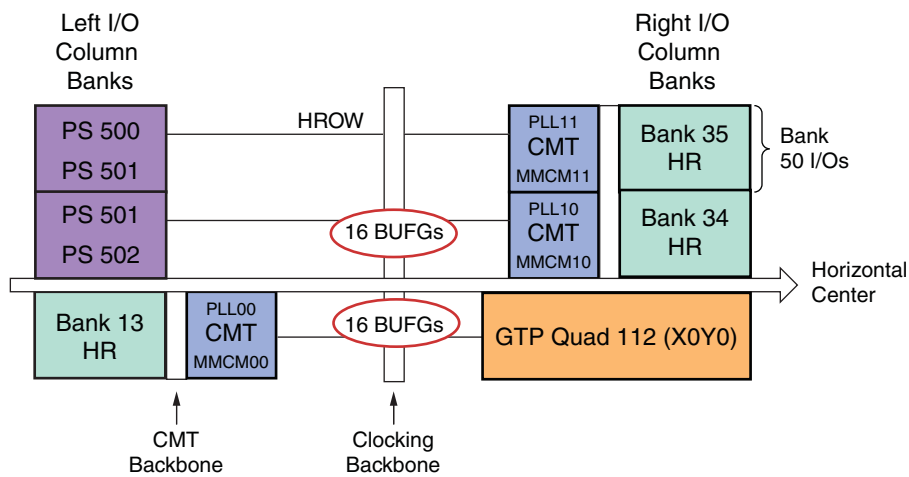 Left I/O
Column
Banks
Right I/O
Column
Banks
PS 500
PS 501
HROW
PLL11
CMT
MMCM11
Bank 35
HR
Bank
50 I/Os
PS 501
PS 502
16 BUFGs
PLL10
CMT
MMCM10
Bank 34
HR
Horizontal
Center
Bank 13
HR
PLL00
CMT
MMCM00
16 BUFGs
GTP Quad 112 (X0Y0)
CMT
Backbone
Clocking
Backbone